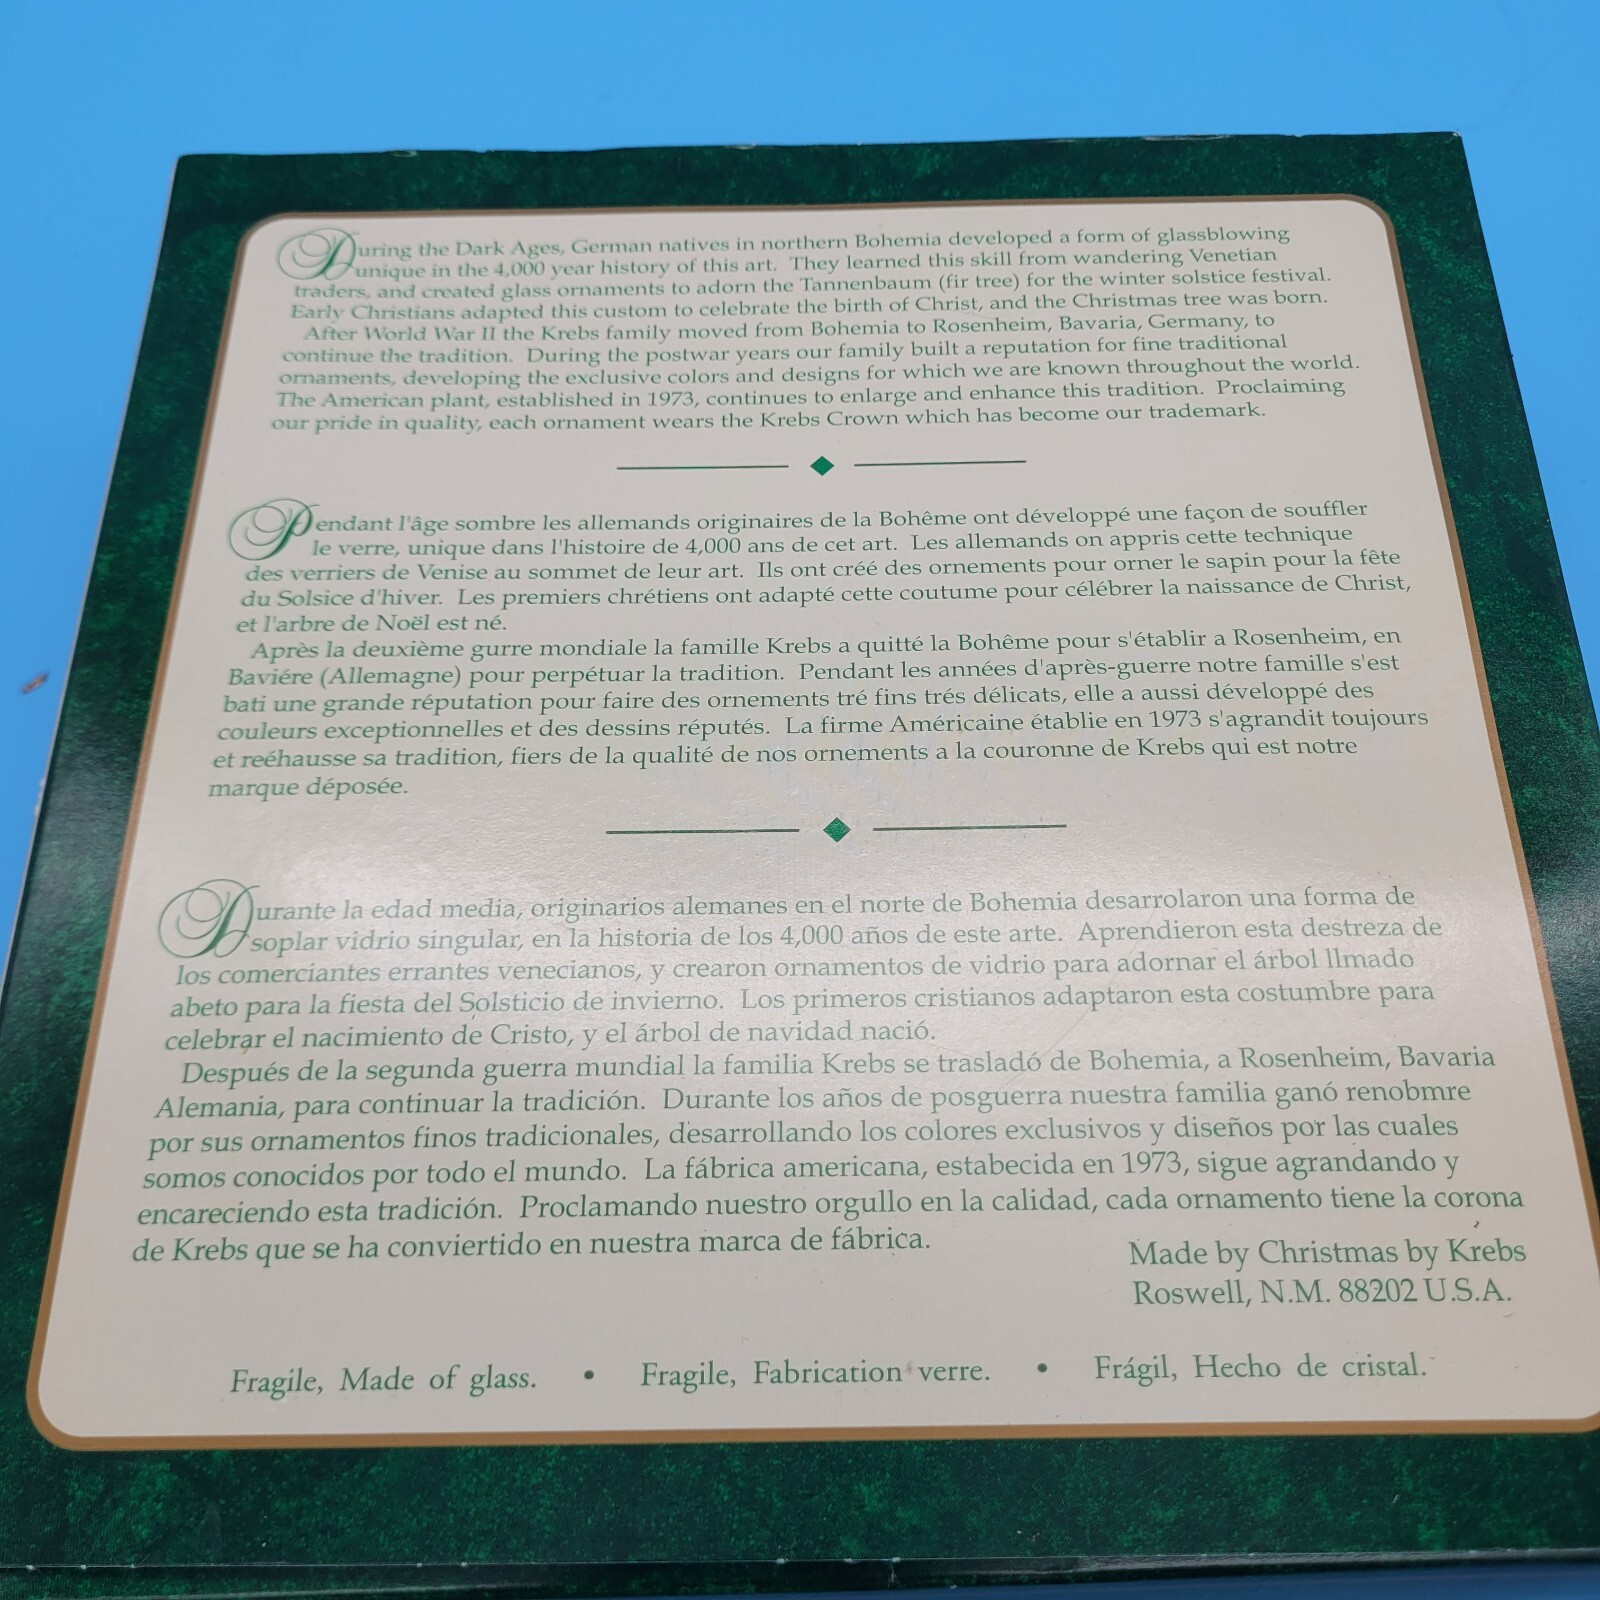 During the Dark Ages, German natives in northern Bohemia developed a form of glassblowing
unique in the 4,000 year history of this art. They learned this skill from wandering Venetian
traders, and created glass ornaments to adorn the Tannenbaum (fir tree) for the winter solstice festival.
Early Christians adapted this custom to celebrate the birth of Christ, and the Christmas tree was born.
After World War II the Krebs family moved from Bohemia to Rosenheim, Bavaria, Germany, to
continue the tradition. During the postwar years our family built a reputation for fine traditional
ornaments, developing the exclusive colors and designs for which we are known throughout the world.
The American plant, established in 1973, continues to enlarge and enhance this tradition. Proclaiming
our pride in quality, each ornament wears the Krebs Crown which has become our trademark.
Pendant l'âge sombre les allemands originaires de la Bohême ont développé une façon de souffler
le verre, unique dans l'histoire de 4,000 ans de cet art. Les allemands on appris cette technique
des verriers de Venise au sommet de leur art. Ils ont créé des ornements pour orner le sapin pour la fête
du Solsice d'hiver. Les premiers chrétiens ont adapté cette coutume pour célébrer la naissance de Christ,
et l'arbre de Noël est né.
Après la deuxième gurre mondiale la famille Krebs a quitté la Bohême pour s'établir a Rosenheim, en
Baviére (Allemagne) pour perpétuar la tradition. Pendant les années d'après-guerre notre famille s'est
bati une grande réputation pour faire des ornements tré fins trés délicats, elle a aussi développé des
couleurs exceptionnelles et des dessins réputés. La firme Américaine établie en 1973 s'agrandit toujours
et reéhausse sa tradition, fiers de la qualité de nos ornements a la couronne de Krebs qui est notre
marque déposée.
Durante la edad media, originarios alemanes en el norte de Bohemia desarrolaron una forma de
soplar vidrio singular, en la historia de los 4,000 años de este arte. Aprendieron esta destreza de
los comerciantes errantes venecianos, y crearon ornamentos de vidrio para adornar el árbol llmado
abeto para la fiesta del Solsticio de invierno. Los primeros cristianos adaptaron esta costumbre para
celebrar el nacimiento de Cristo, y el árbol de navidad nació.
Después de la segunda guerra mundial la familia Krebs se trasladó de Bohemia, a Rosenheim, Bavaria
Alemania, para continuar la tradición. Durante los años de posguerra nuestra familia ganó renobmre
por sus ornamentos finos tradicionales, desarrollando los colores exclusivos y diseños por las cuales
somos conocidos por todo el mundo. La fábrica americana, estabecida en 1973, sigue agrandando y
encareciendo esta tradición. Proclamando nuestro orgullo en la calidad, cada ornamento tiene la corona
de Krebs que se ha conviertido en nuestra marca de fábrica.
Made by Christmas by Krebs
Roswell, N.M. 88202 U.S.A.
Fragile, Made of glass. • Fragile, Fabrication verre. • Frágil, Hecho de cristal.